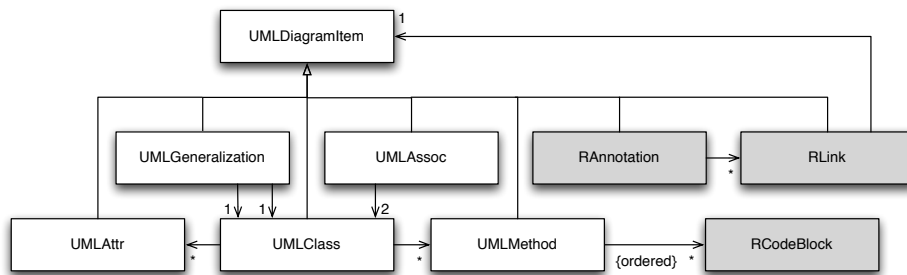 UMLDiagramItem
1
UMLGeneralization
UMLAssoc
RAnnotation
RLink
*
1
1
2
UMLAttr
UMLClass
UMLMethod
RCodeBlock
*
*
{ordered}
*